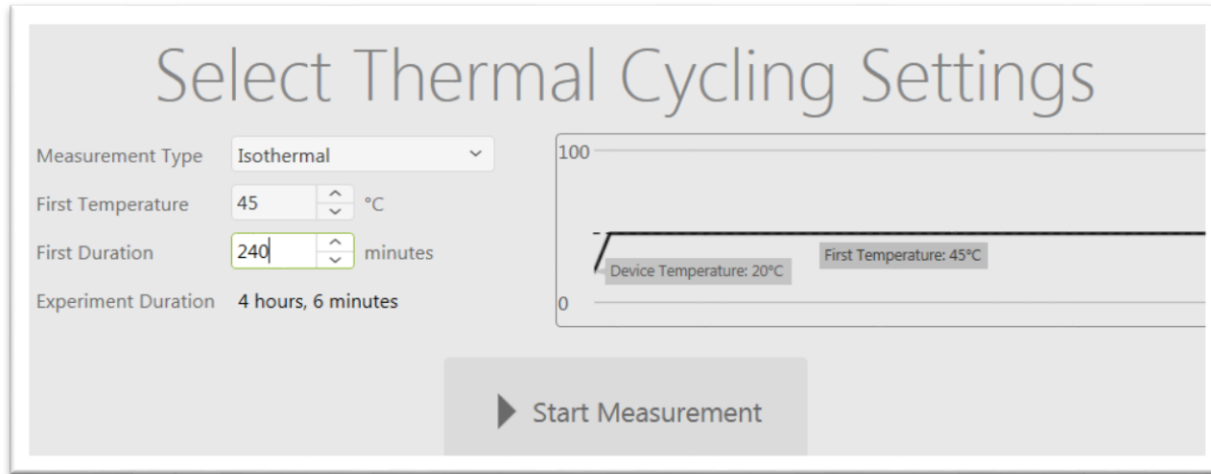 Select Thermal Cycling Settings
Measurement Type Isothermal
First Temperature 45 °C
First Duration 240 minutes
Experiment Duration 4 hours, 6 minutes
100
First Temperature: 45°C
Device Temperature: 20°C
0
Start Measurement